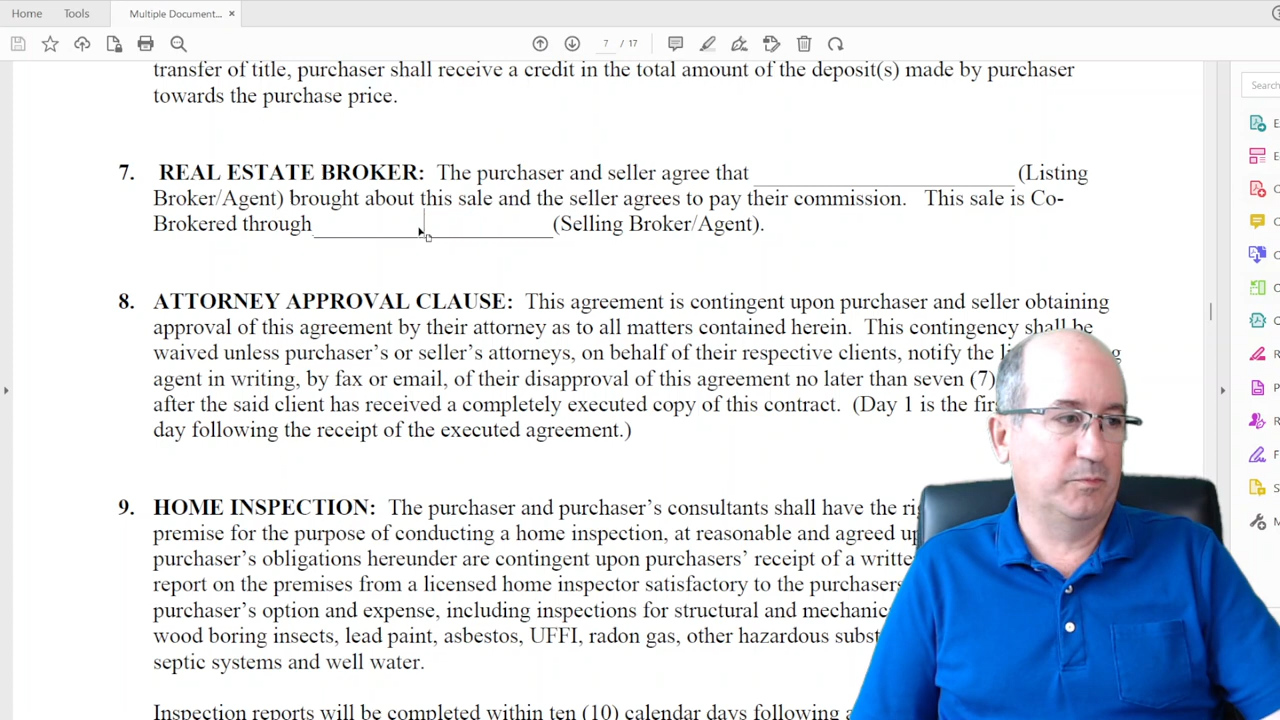 Home Tools Multiple Document... ×
7 / 17
Search
transfer of title, purchaser shall receive a credit in the total amount of the deposit(s) made by purchaser
towards the purchase price.
7. REAL ESTATE BROKER: The purchaser and seller agree that ____________________ (Listing
Broker/Agent) brought about this sale and the seller agrees to pay their commission. This sale is Co-
Brokered through____________________(Selling Broker/Agent).
8. ATTORNEY APPROVAL CLAUSE: This agreement is contingent upon purchaser and seller obtaining
approval of this agreement by their attorney as to all matters contained herein. This contingency shall be
waived unless purchaser's or seller's attorneys, on behalf of their respective clients, notify the
agent in writing, by fax or email, of their disapproval of this agreement no later than seven (7)
after the said client has received a completely executed copy of this contract. (Day 1 is the
day following the receipt of the executed agreement.)
9. HOME INSPECTION: The purchaser and purchaser's consultants shall have the
premise for the purpose of conducting a home inspection, at reasonable and agreed
purchaser's obligations hereunder are contingent upon purchasers' receipt of a
report on the premises from a licensed home inspector satisfactory to the
purchaser's option and expense, including inspections for structural and
wood boring insects, lead paint, asbestos, UFFI, radon gas, other hazardous
septic systems and well water.
Inspection reports will be completed within ten (10) calendar days following